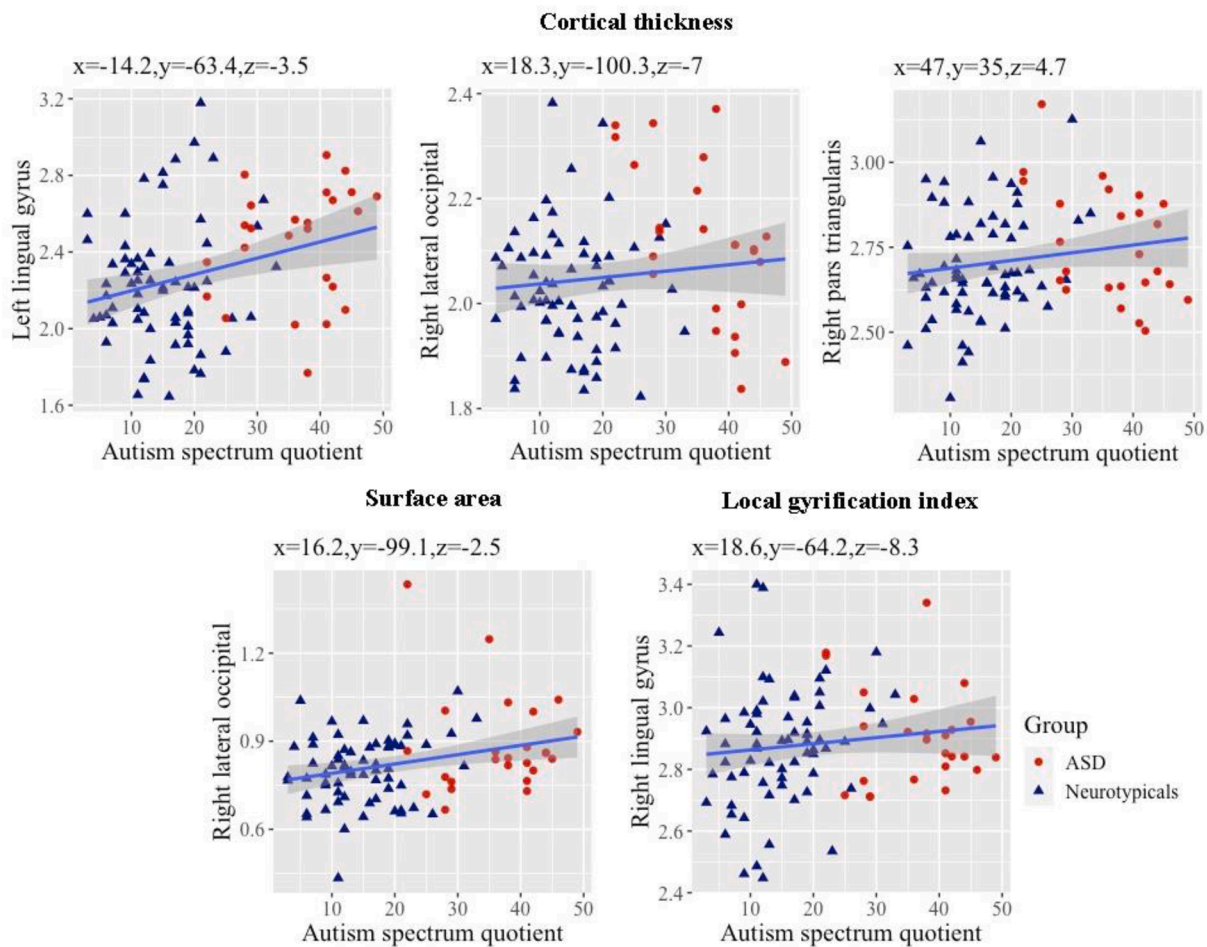 Cortical thickness
x=-14.2,y=-63.4,z=-3.5
x=18.3,y=-100.3,z=-7
x=47,y=35,z=4.7
Left lingual gyrus
3.2
2.8
2.4
2.0
1.6
10 20 30 40 50
Autism spectrum quotient
Right lateral occipital
2.4
2.2
2.0
1.8
10 20 30 40 50
Autism spectrum quotient
Right pars triangularis
3.00
2.75
2.50
10 20 30 40 50
Autism spectrum quotient
Surface area
Local gyrification index
x=16.2,y=-99.1,z=-2.5
x=18.6,y=-64.2,z=-8.3
Right lateral occipital
1.2
0.9
0.6
10 20 30 40 50
Autism spectrum quotient
Right lingual gyrus
3.4
3.2
3.0
2.8
2.6
2.4
10 20 30 40 50
Autism spectrum quotient
Group
ASD
Neurotypicals